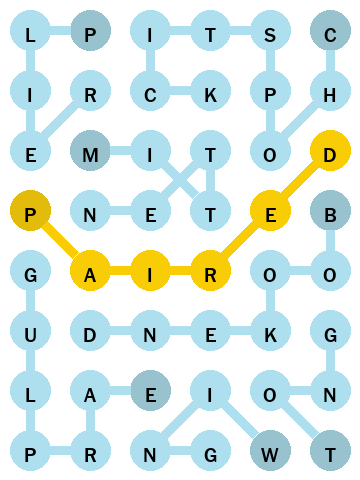 L P I T S C
I R C K P H
E M I T O D
P N E T E B
G A I R O O
U D N E K G
L A E I O N
P R N G W T